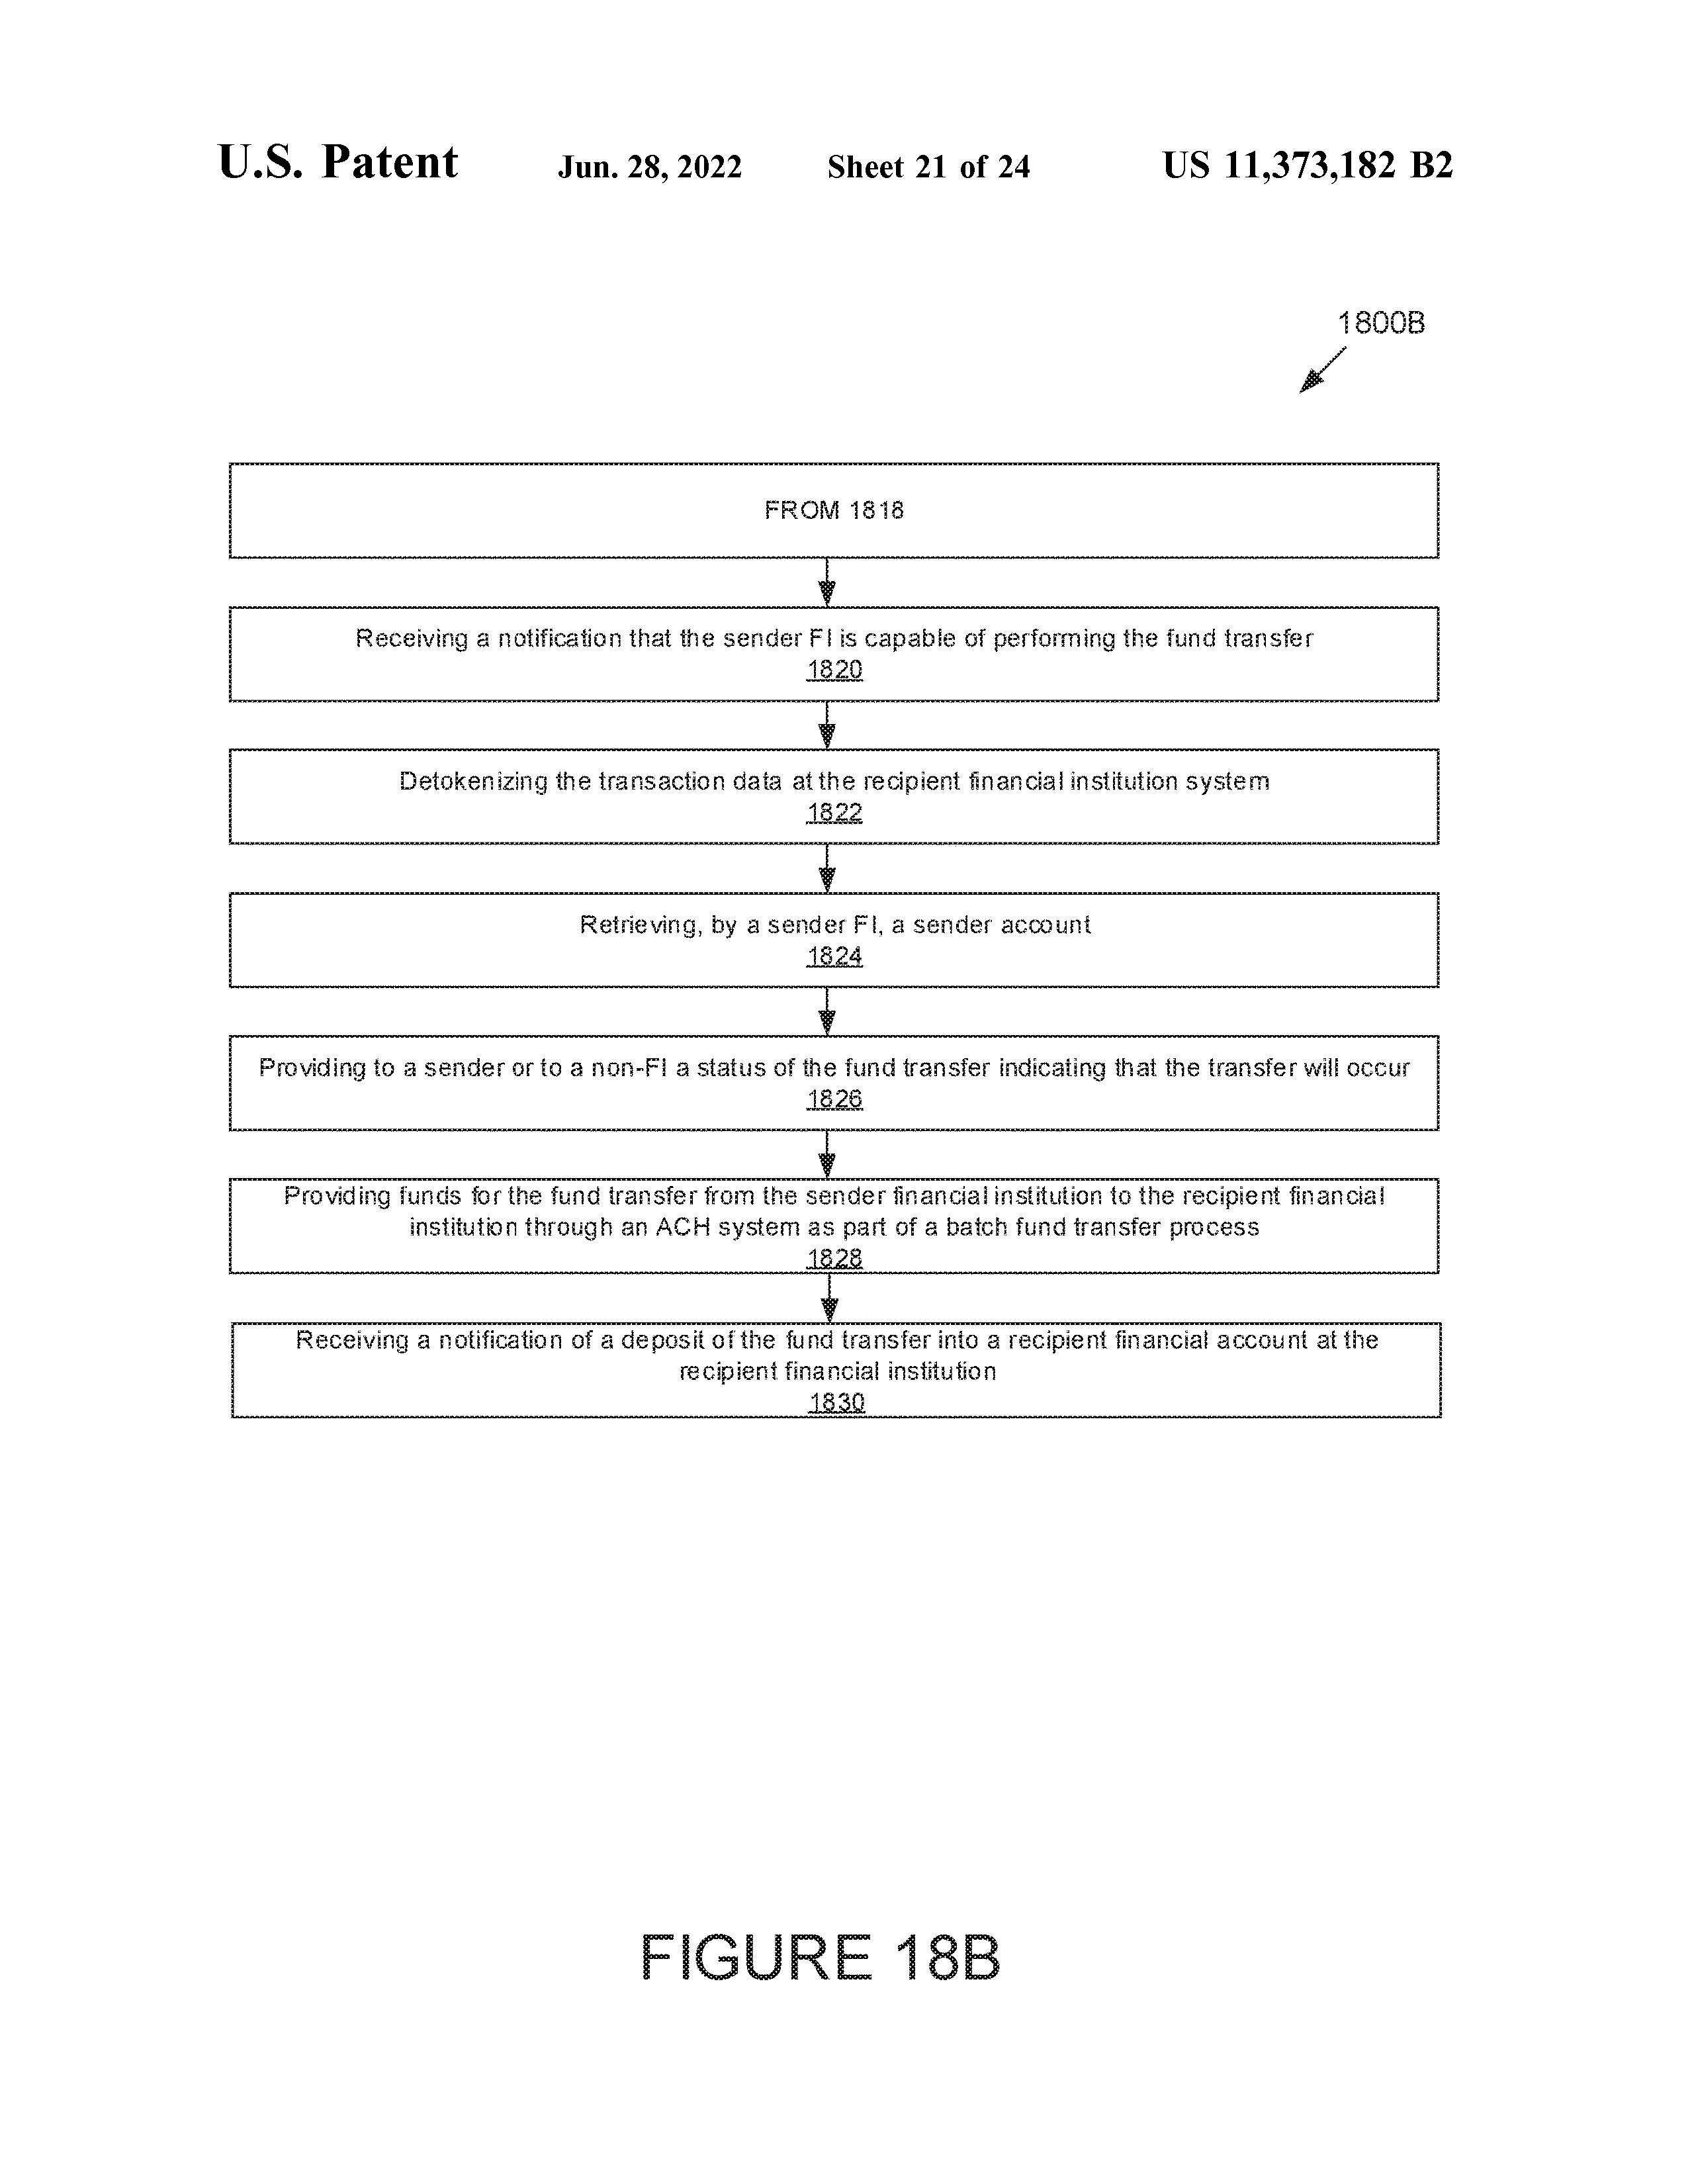 U.S. Patent Jun. 28, 2022 Sheet 21 of 24 US 11,373,182 B2
1800B
FROM 1818
Receiving a notification that the sender FI is capable of performing the fund transfer
1820
Detokenizing the transaction data at the recipient financial institution system
1822
Retrieving, by a sender FI, a sender account
1824
Providing to a sender or to a non-FI a status of the fund transfer indicating that the transfer will occur
1826
Providing funds for the fund transfer from the sender financial institution to the recipient financial
institution through an ACH system as part of a batch fund transfer process
1828
Receiving a notification of a deposit of the fund transfer into a recipient financial account at the
recipient financial institution
1830
FIGURE 18B